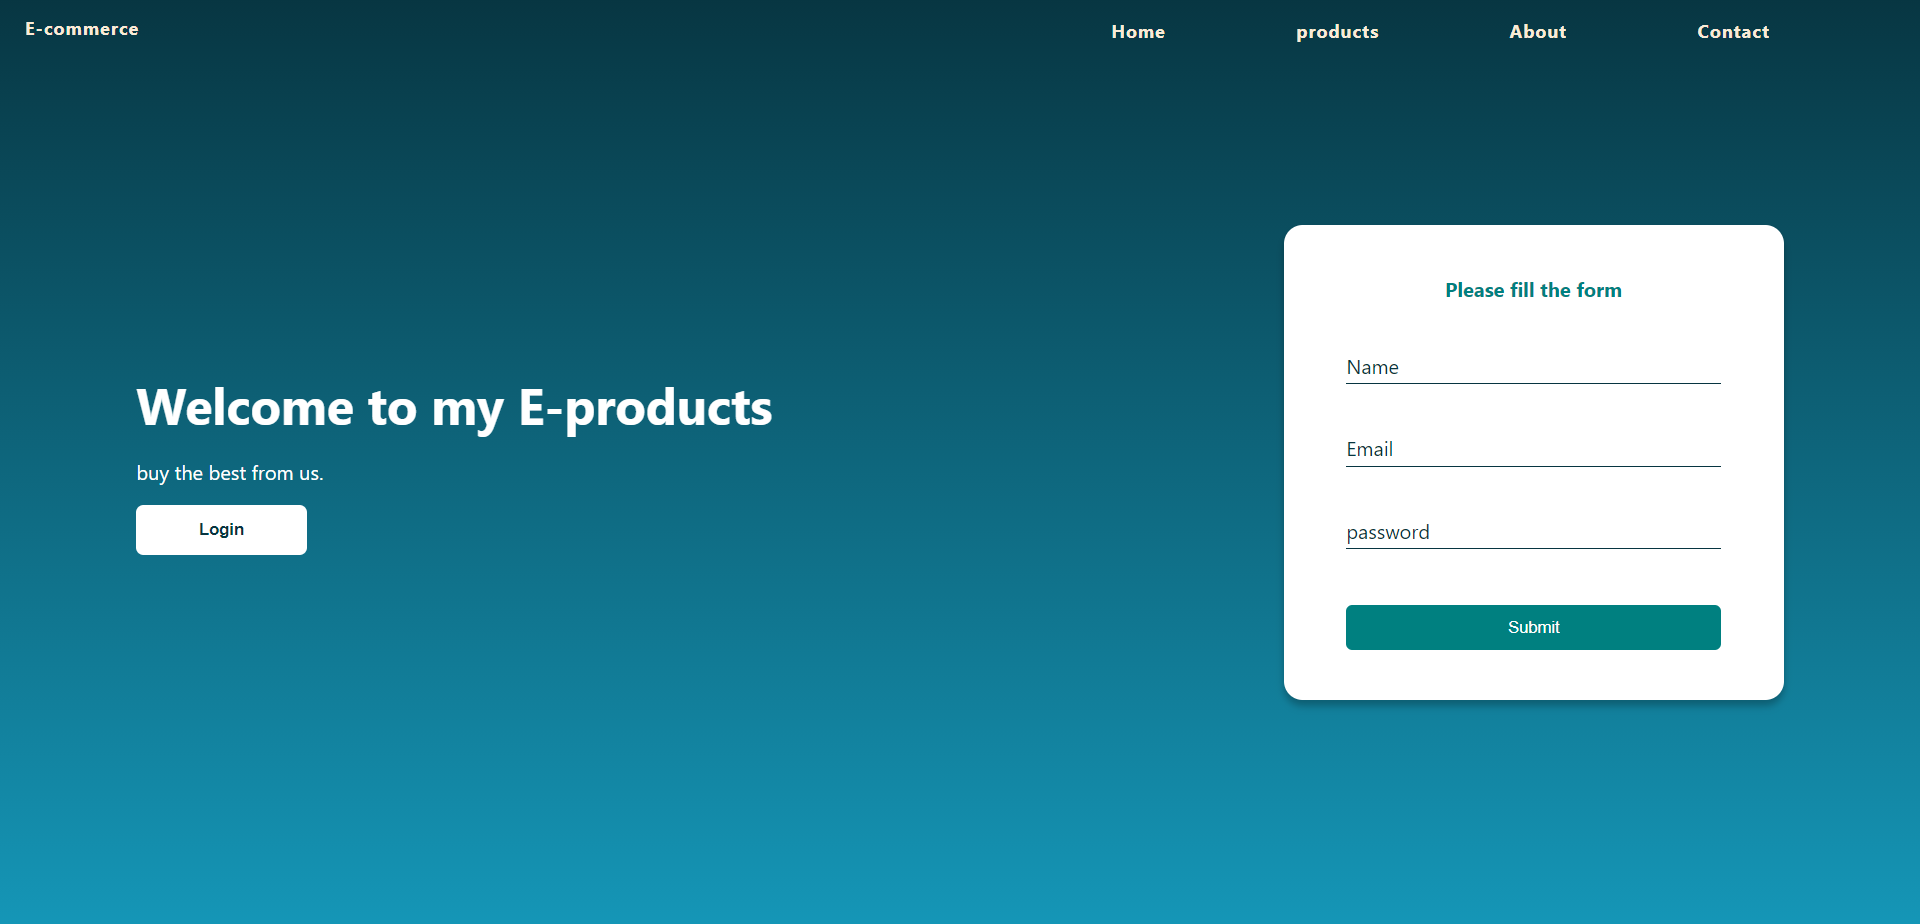 E-commerce
Home products About Contact
Welcome to my E-products
buy the best from us.
Login
Please fill the form
Name
Email
password
Submit